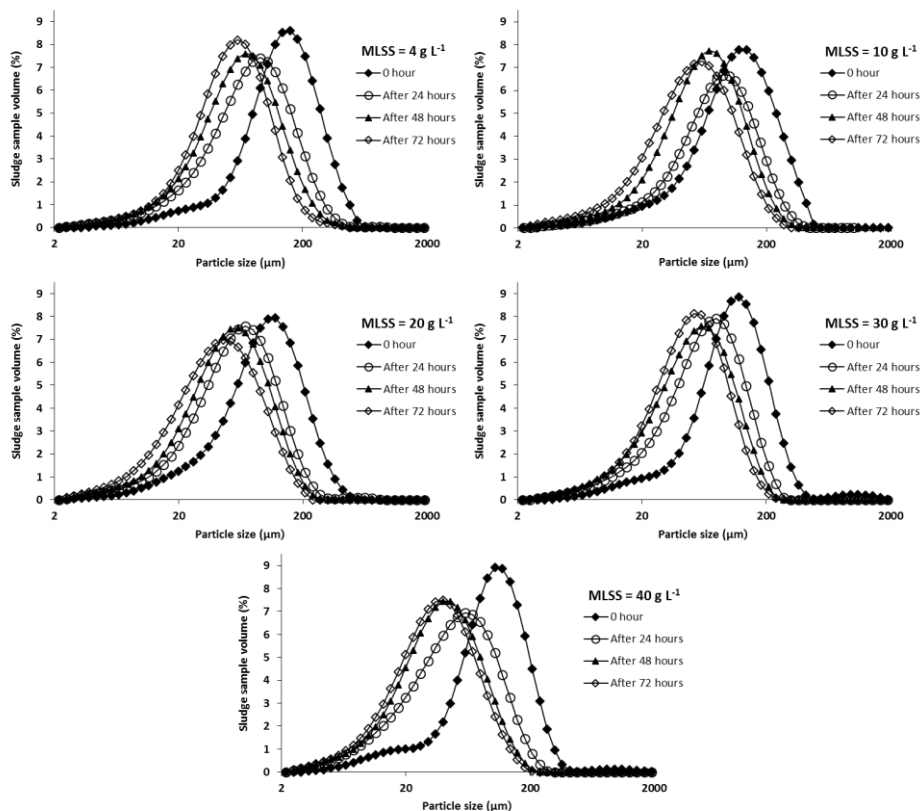 9
8
7
6
5
4
3
2
1
0
Sludge sample volume (%)
MLSS = 4 g L⁻¹
0 hour
After 24 hours
After 48 hours
After 72 hours
2 20 200 2000
Particle size (µm)
9
8
7
6
5
4
3
2
1
0
Sludge sample volume (%)
MLSS = 10 g L⁻¹
0 hour
After 24 hours
After 48 hours
After 72 hours
2 20 200 2000
Particle size (µm)
9
8
7
6
5
4
3
2
1
0
Sludge sample volume (%)
MLSS = 20 g L⁻¹
0 hour
After 24 hours
After 48 hours
After 72 hours
2 20 200 2000
Particle size (µm)
9
8
7
6
5
4
3
2
1
0
Sludge sample volume (%)
MLSS = 30 g L⁻¹
0 hour
After 24 hours
After 48 hours
After 72 hours
2 20 200 2000
Particle size (µm)
9
8
7
6
5
4
3
2
1
0
Sludge sample volume (%)
MLSS = 40 g L⁻¹
0 hour
After 24 hours
After 48 hours
After 72 hours
2 20 200 2000
Particle size (µm)